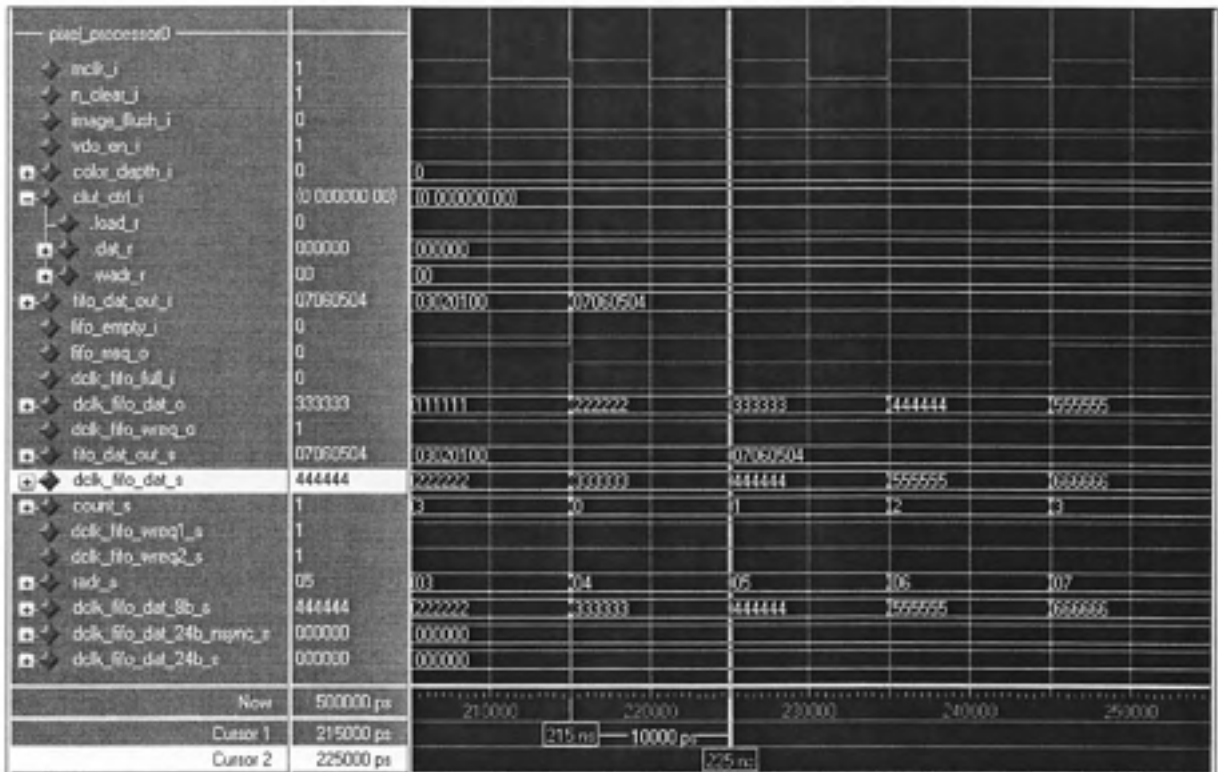 pixel_processor0
mclk_i 1
n_clear_i 1
image_flush_i 0
vdo_on_i 1
color_depth_i 0 0
clut_ctrl_i {0 000000 00} {0 000000 00}
.load_r 0
.dat_r 000000 000000
.wadr_r 00 00
fifo_dat_out_i 07060504 03020100 07060504
fifo_empty_i 0
fifo_rreq_o 0
dclk_fifo_full_i 0
dclk_fifo_dat_o 333333 111111 222222 333333 444444 555555
dclk_fifo_wreq_o 1
fifo_dat_out_s 07060504 03020100 07060504
dclk_fifo_dat_s 444444 222222 333333 444444 555555 666666
count_s 1 3 0 1 2 3
dclk_fifo_wreq1_s 1
dclk_fifo_wreq2_s 1
radr_s 05 03 04 05 06 07
dclk_fifo_dat_8b_s 444444 222222 333333 444444 555555 666666
dclk_fifo_dat_24b_nsync_s 000000 000000
dclk_fifo_dat_24b_s 000000 000000
Now 500000 ps 210000 220000 230000 240000 250000
Cursor 1 215000 ps 215 ns 10000 ps
Cursor 2 225000 ps 225 ns